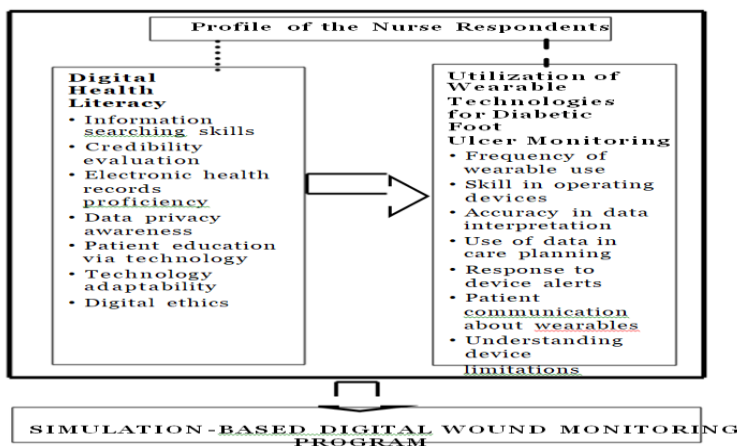 Profile of the Nurse Respondents
Digital
Health
Literacy
• Information
searching skills
• Credibility
evaluation
• Electronic health
records
proficiency
• Data privacy
awareness
• Patient education
via technology
• Technology
adaptability
• Digital ethics
Utilization of
Wearable
Technologies
for Diabetic
Foot
Ulcer Monitoring
• Frequency of
wearable use
• Skill in operating
devices
• Accuracy in data
interpretation
• Use of data in
care planning
• Response to
device alerts
• Patient
communication
about wearables
• Understanding
device
limitations
SIMULATION-BASED DIGITAL WOUND MONITORING
PROGRAM